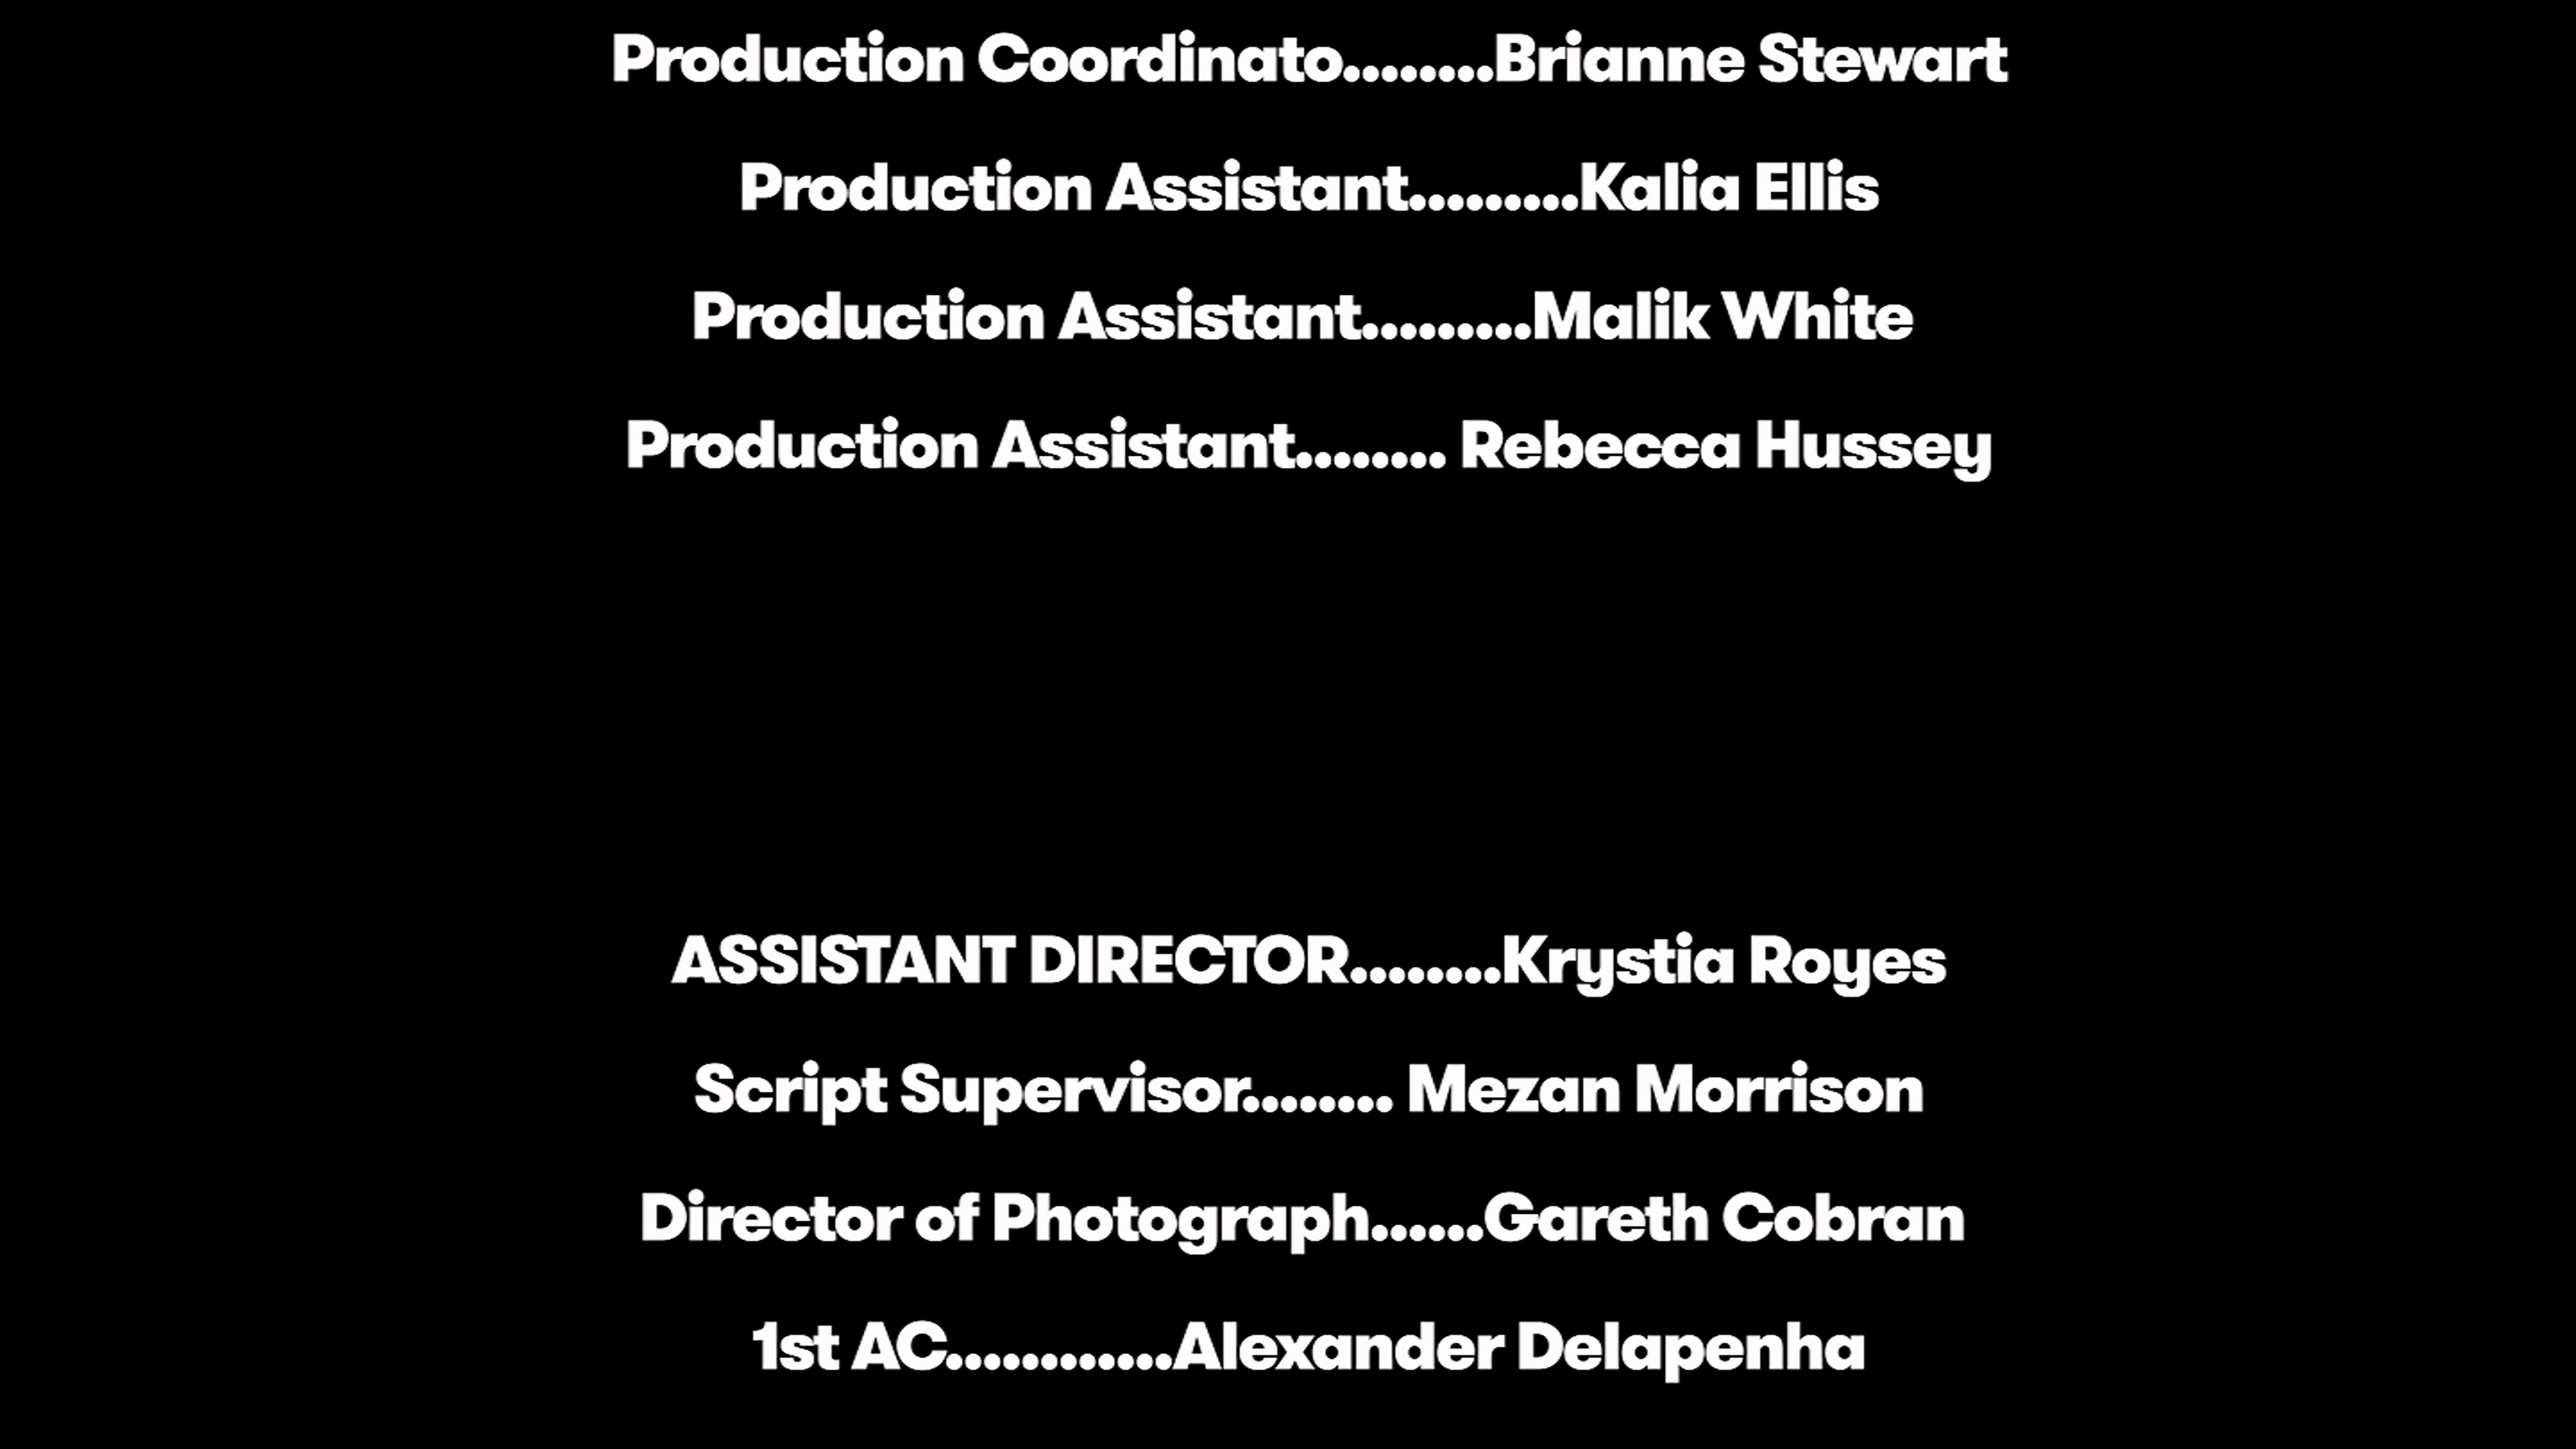 Production Coordinato........Brianne Stewart
Production Assistant.........Kalia Ellis
Production Assistant.........Malik White
Production Assistant........ Rebecca Hussey
ASSISTANT DIRECTOR........Krystia Royes
Script Supervisor........ Mezan Morrison
Director of Photograph......Gareth Cobran
1st AC............Alexander Delapenha